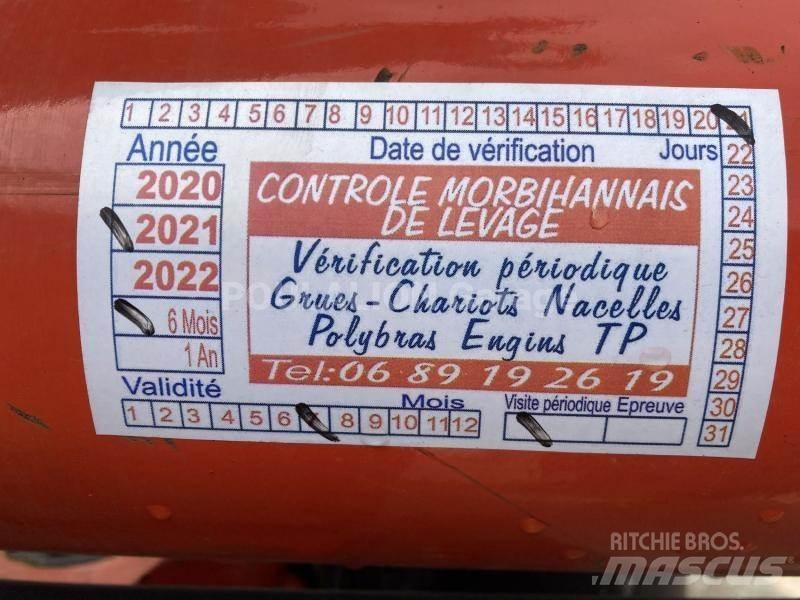 1 2 3 4 5 6 7 8 9 10 11 12 13 14 15 16 17 18 19 20 21
Année Date de vérification Jours 22
2020
2021
2022
6 Mois
1 An
Validité
CONTROLE MORBIHANNAIS
DE LEVAGE
Vérification périodique
Grues-Chariots Nacelles
Polybras Engins TP
Tel:06 89 19 26 19
23
24
25
26
27
28
29
30
31
Mois
1 2 3 4 5 6 8 9 10 11 12
Visite périodique Epreuve
RITCHIE BROS.
MASCUS